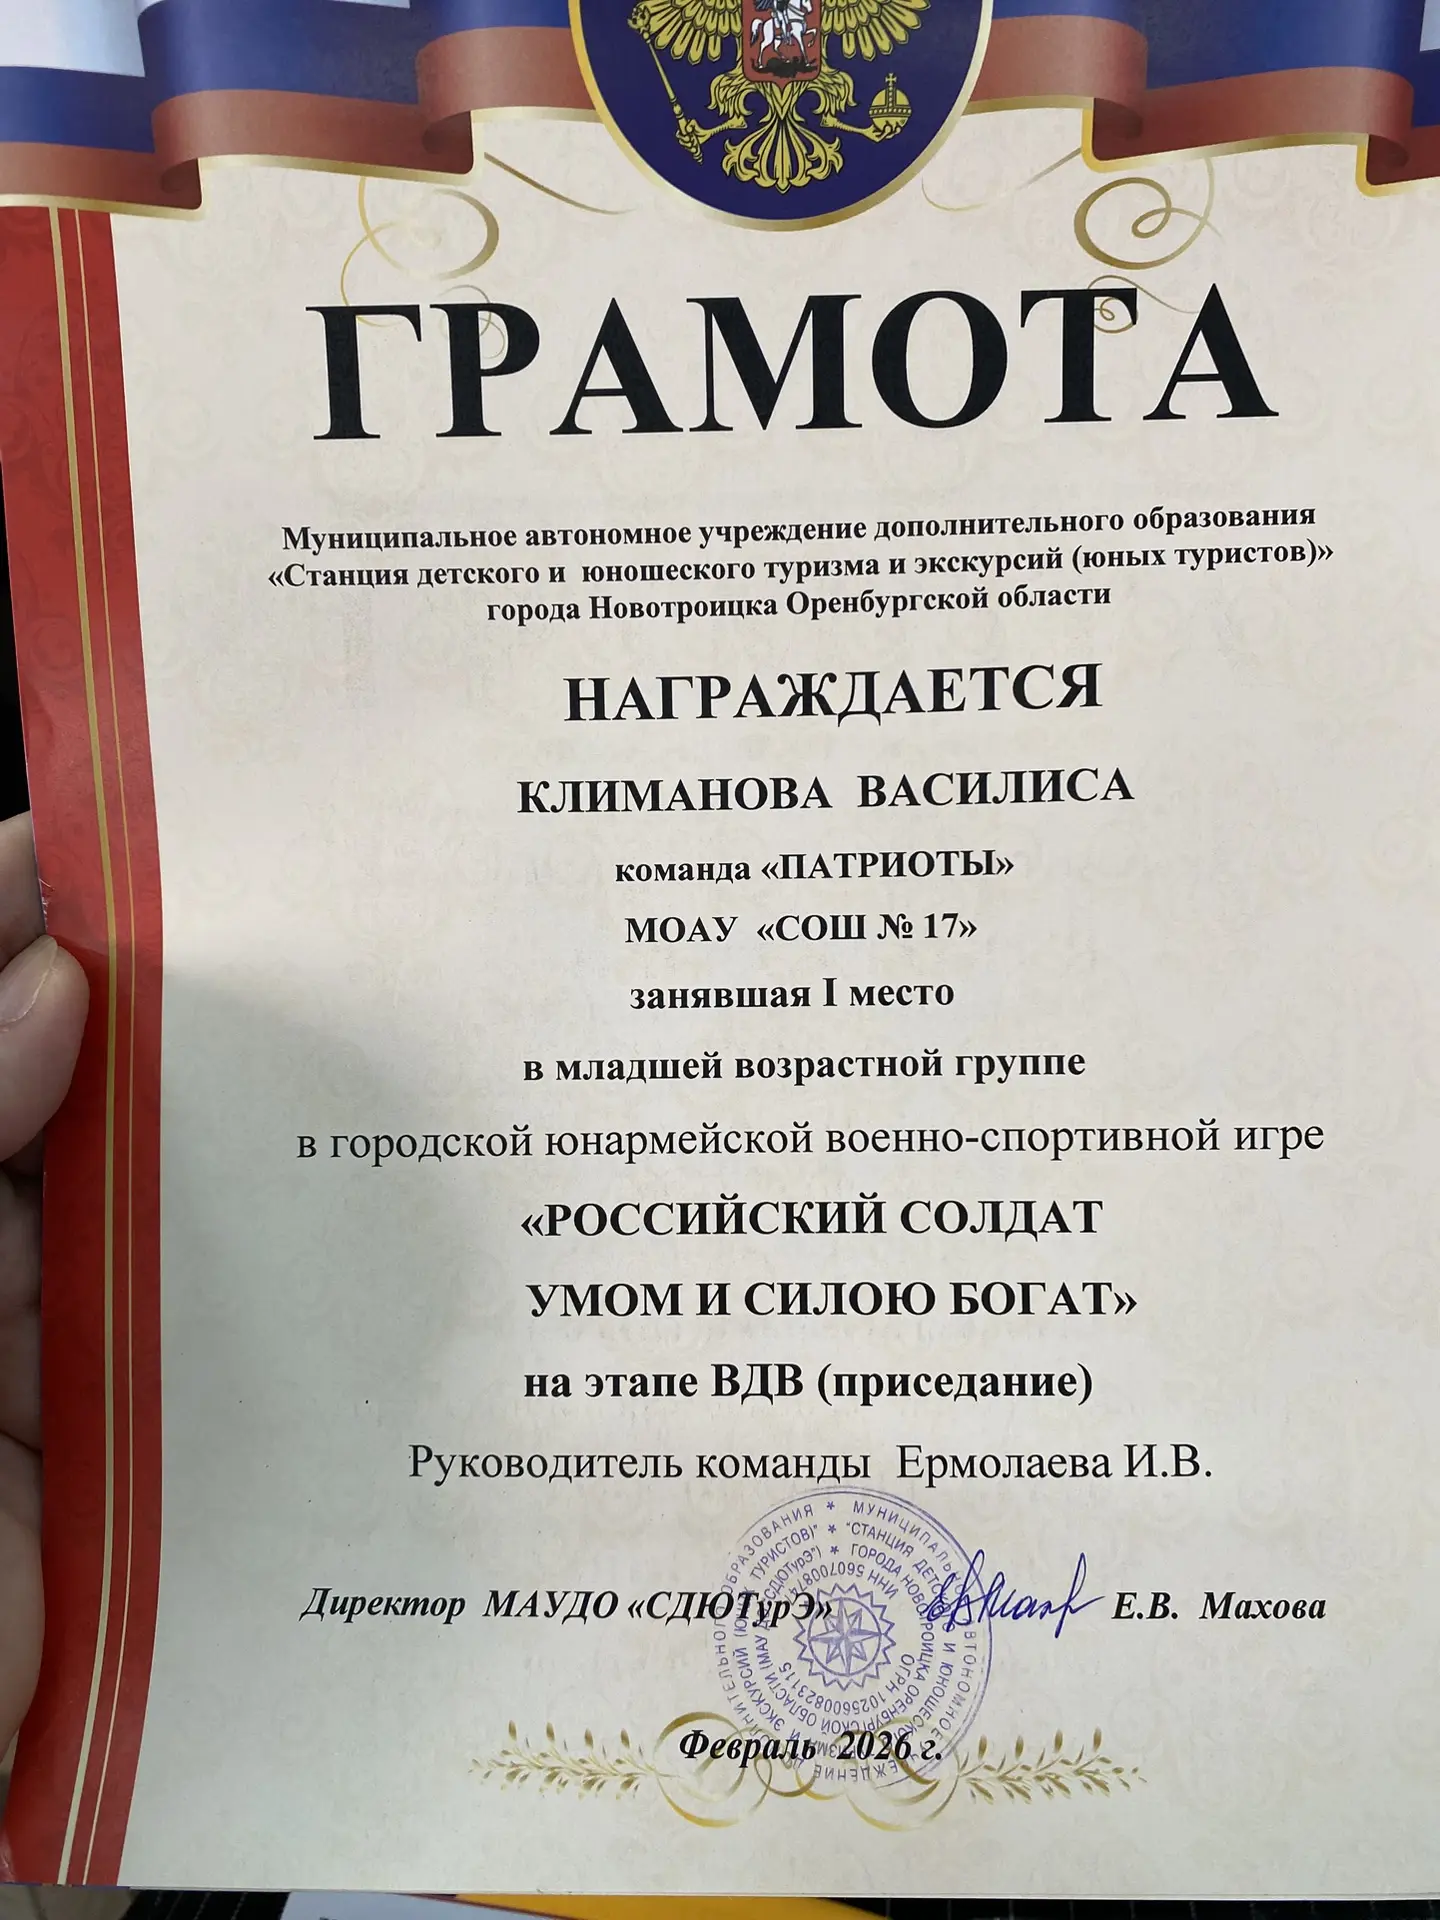 ГРАМОТА
Муниципальное автономное учреждение дополнительного образования
«Станция детского и юношеского туризма и экскурсий (юных туристов)»
города Новотроицка Оренбургской области
НАГРАЖДАЕТСЯ
КЛИМАНОВА ВАСИЛИСА
команда «ПАТРИОТЫ»
МОАУ «СОШ № 17»
занявшая I место
в младшей возрастной группе
в городской юнармейской военно-спортивной игре
«РОССИЙСКИЙ СОЛДАТ
УМОМ И СИЛОЮ БОГАТ»
на этапе ВДВ (приседание)
Руководитель команды Ермолаева И.В.
Директор МАУДО «СДЮТурЭ» Е.В. Махова
Февраль 2026 г.